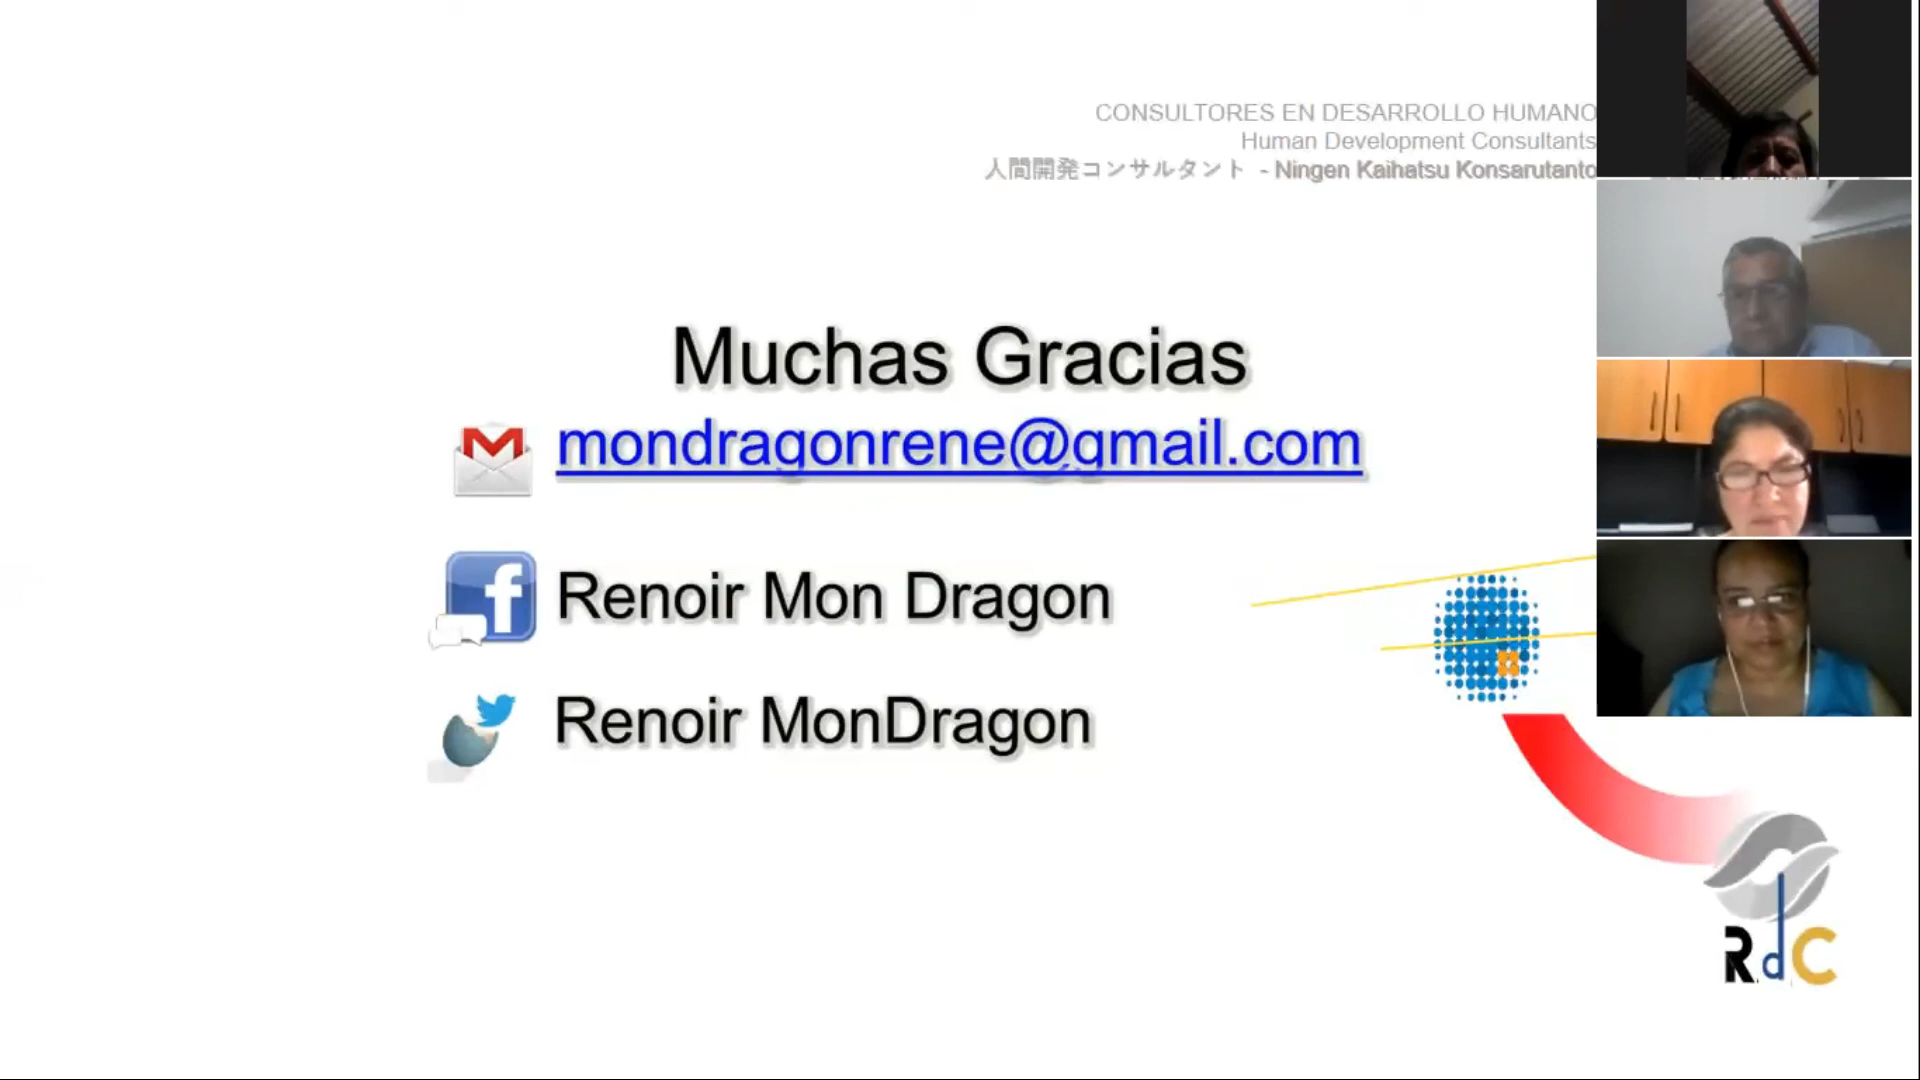 CONSULTORES EN DESARROLLO HUMANO
Human Development Consultants
人間開発コンサルタント - Ningen Kaihatsu Konsarutanto
Muchas Gracias
mondragonrene@gmail.com
Renoir Mon Dragon
Renoir MonDragon
R.d.C